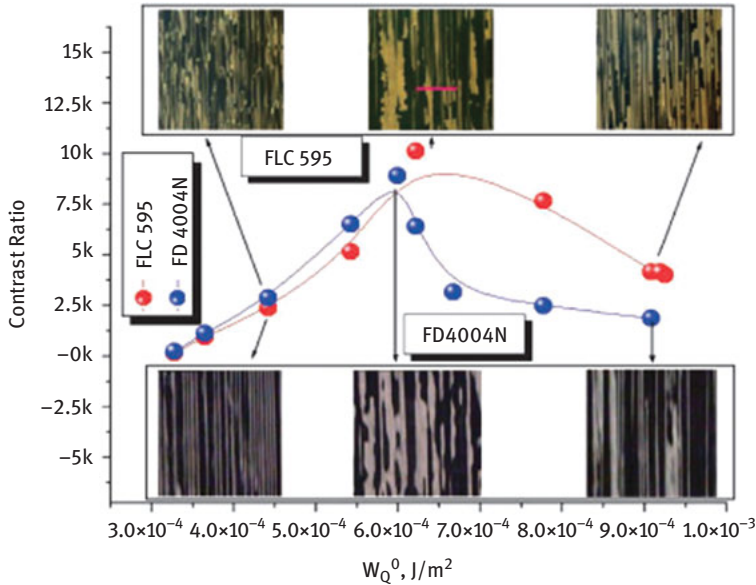 15k
12.5k
10k
7.5k
5k
2.5k
−0k
−2.5k
−5k
Contrast Ratio
FLC 595
FLC 595
FD 4004N
FD4004N
3.0×10⁻⁴ 4.0×10⁻⁴ 5.0×10⁻⁴ 6.0×10⁻⁴ 7.0×10⁻⁴ 8.0×10⁻⁴ 9.0×10⁻⁴ 1.0×10⁻³
W_Q⁰, J/m²